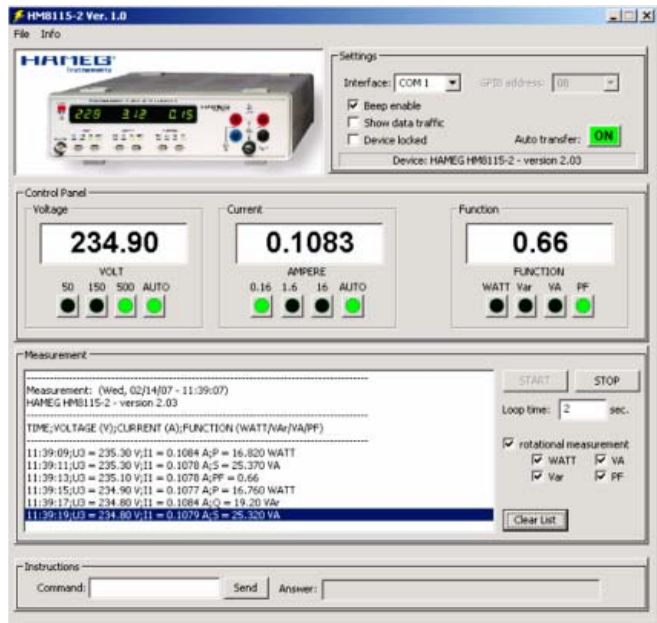 HM8115-2 Ver. 1.0
File Info
HAMEG
Instruments
228 3.12 0.15
Settings
Interface: COM 1 GPIB address: 08
Beep enable
Show data traffic
Device locked Auto transfer: ON
Device: HAMEG HM8115-2 - version 2.03
Control Panel
Voltage Current Function
234.90 0.1083 0.66
VOLT AMPERE FUNCTION
50 150 500 AUTO 0.16 1.6 16 AUTO WATT Var VA PF
Measurement
Measurement: (Wed, 02/14/07 - 11:39:07)
HAMEG HM8115-2 - version 2.03
TIME;VOLTAGE (V);CURRENT (A);FUNCTION (WATT/VAr/VA/PF)
11:39:09;U3 = 235.30 V;I1 = 0.1084 A;P = 16.820 WATT
11:39:11;U3 = 235.30 V;I1 = 0.1078 A;S = 25.370 VA
11:39:13;U3 = 235.10 V;I1 = 0.1078 A;PF = 0.66
11:39:15;U3 = 234.90 V;I1 = 0.1077 A;P = 16.760 WATT
11:39:17;U3 = 234.80 V;I1 = 0.1084 A;Q = 19.20 VAr
11:39:19;U3 = 234.80 V;I1 = 0.1079 A;S = 25.320 VA
START STOP
Loop time: 2 sec.
rotational measurement
WATT VA
Var PF
Clear List
Instructions
Command: Send Answer: